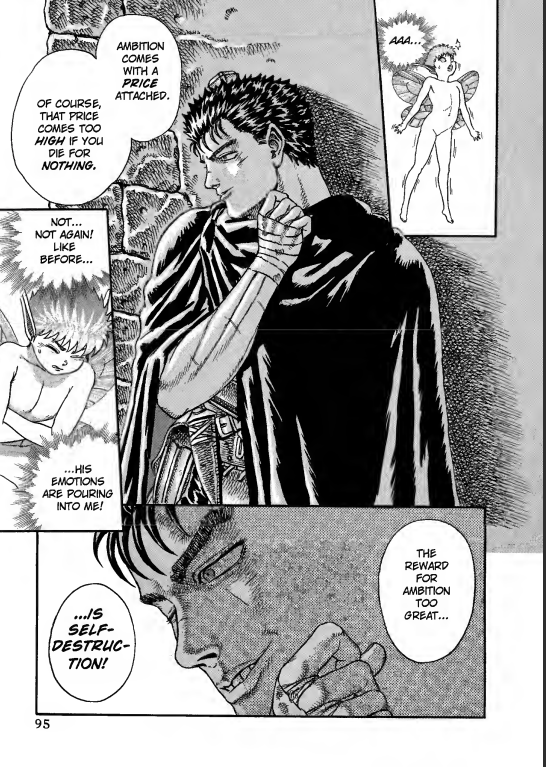 AAA...
AMBITION
COMES
WITH A
PRICE
ATTACHED.
OF COURSE,
THAT PRICE
COMES TOO
HIGH IF YOU
DIE FOR
NOTHING.
NOT...
NOT AGAIN!
LIKE
BEFORE...
...HIS
EMOTIONS
ARE POURING
INTO ME!
THE
REWARD
FOR
AMBITION
TOO
GREAT...
...IS
SELF-
DESTRUC-
TION!
95